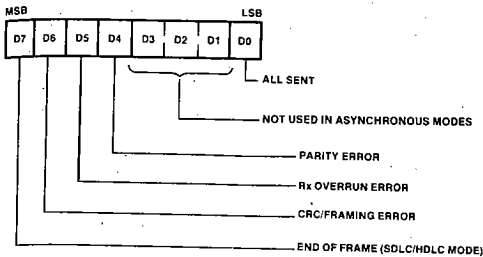 MSB LSB
D7 D6 D5 D4 D3 D2 D1 D0
ALL SENT
NOT USED IN ASYNCHRONOUS MODES
PARITY ERROR
Rx OVERRUN ERROR
CRC/FRAMING ERROR
END OF FRAME (SDLC/HDLC MODE)